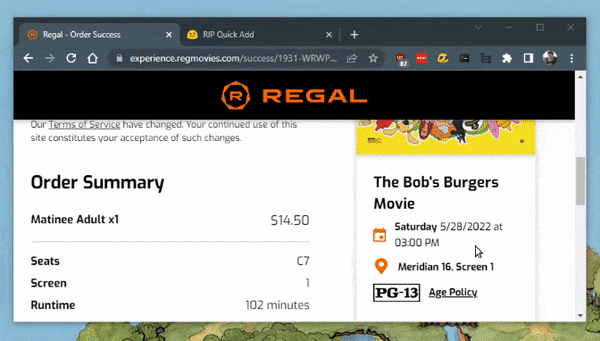 Regal - Order Success
RIP Quick Add
experience.regmovies.com/success/1931-WRWP...
87
REGAL
Our Terms of Service have changed. Your continued use of this
site constitutes your acceptance of such changes.
Order Summary
Matinee Adult x1 $14.50
Seats C7
Screen 1
Runtime 102 minutes
The Bob's Burgers
Movie
Saturday 5/28/2022 at
03:00 PM
Meridian 16, Screen 1
PG-13 Age Policy